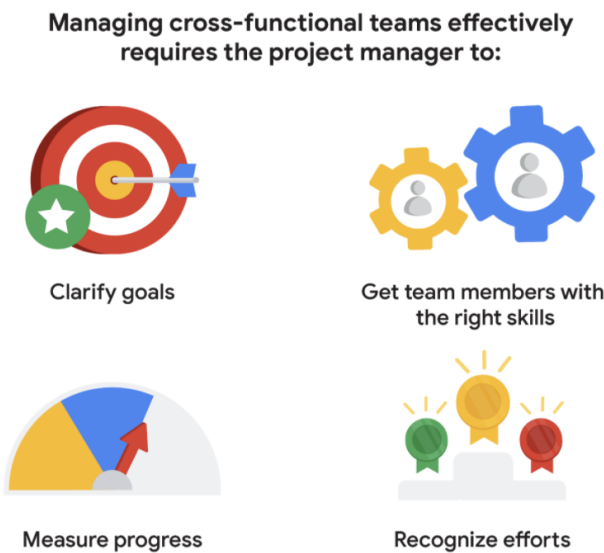 Managing cross-functional teams effectively
requires the project manager to:
Clarify goals
Get team members with
the right skills
Measure progress
Recognize efforts